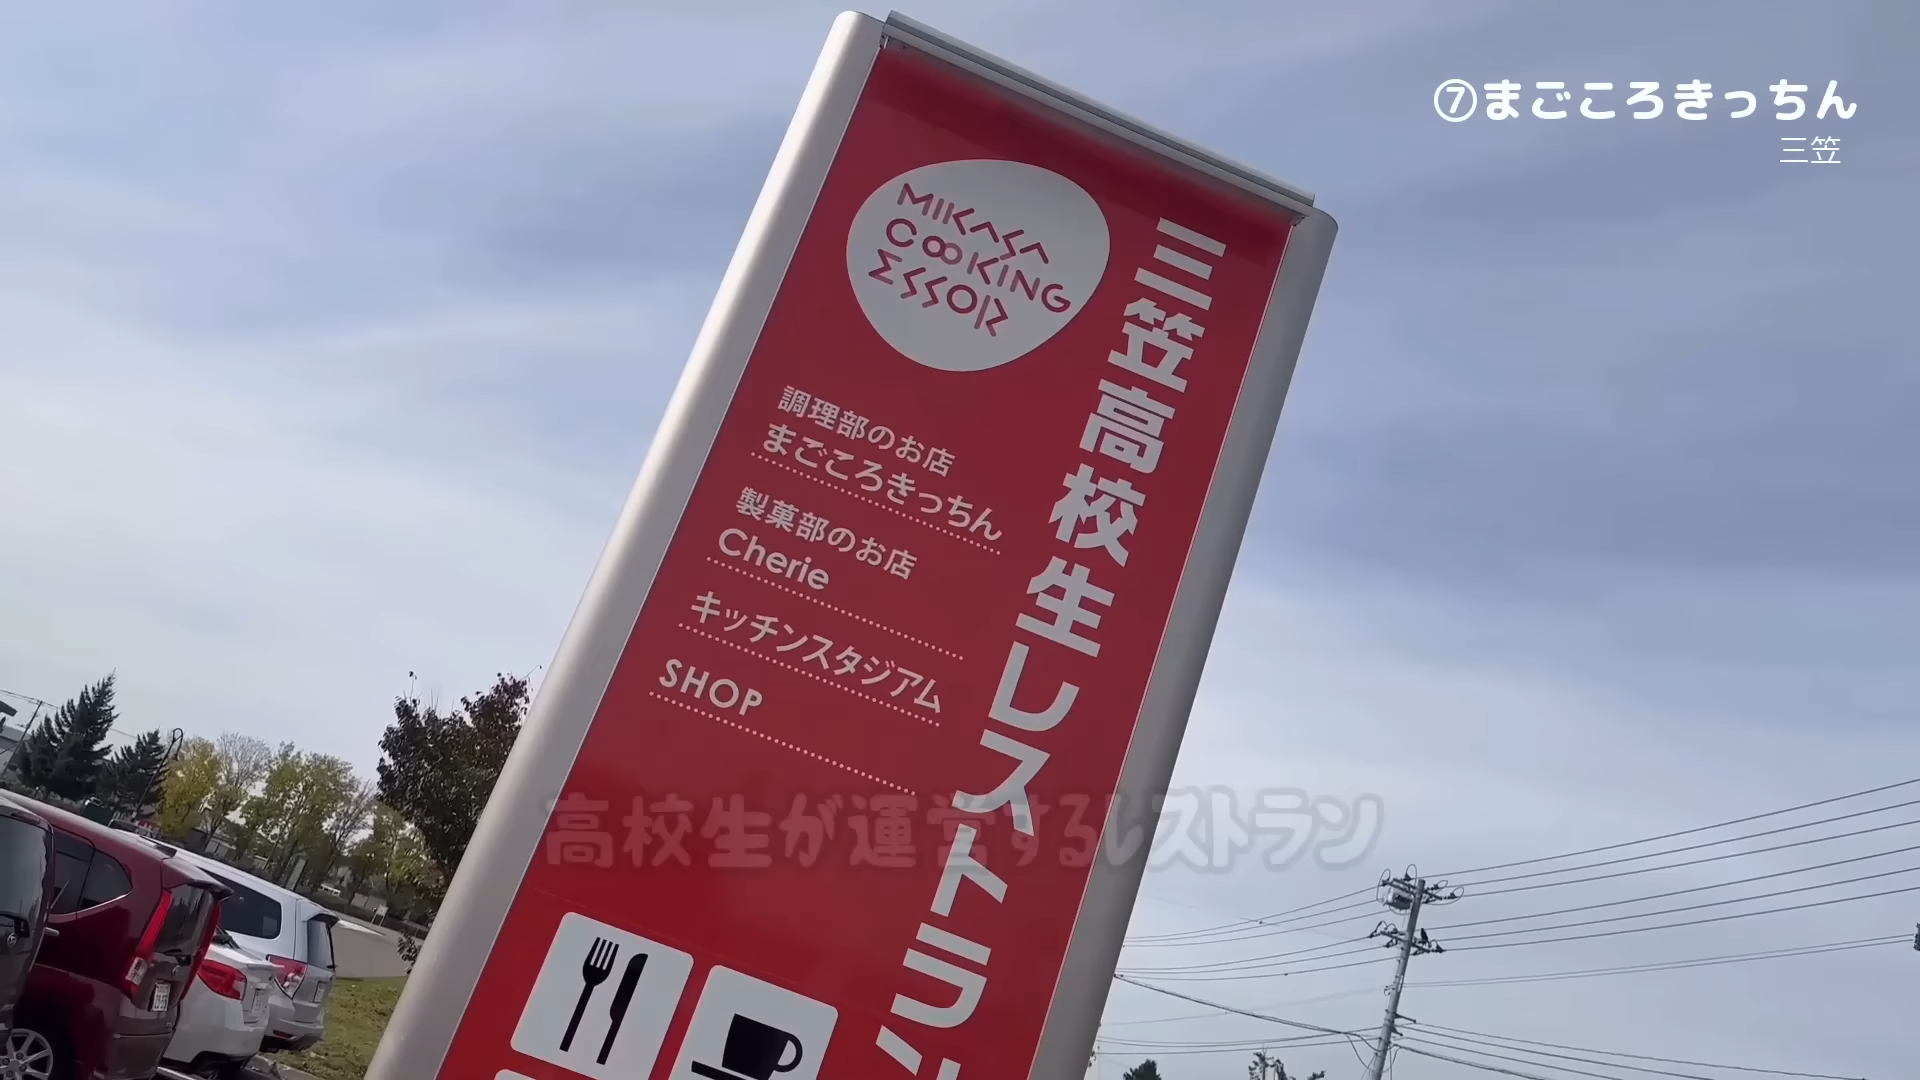 ⑦まごころきっちん
三笠
MIKASA
COOKING
ESSOR
三笠高校生レストラン
調理部のお店
まごころきっちん
製菓部のお店
Cherie
キッチンスタジアム
SHOP
高校生が運営するレストラン